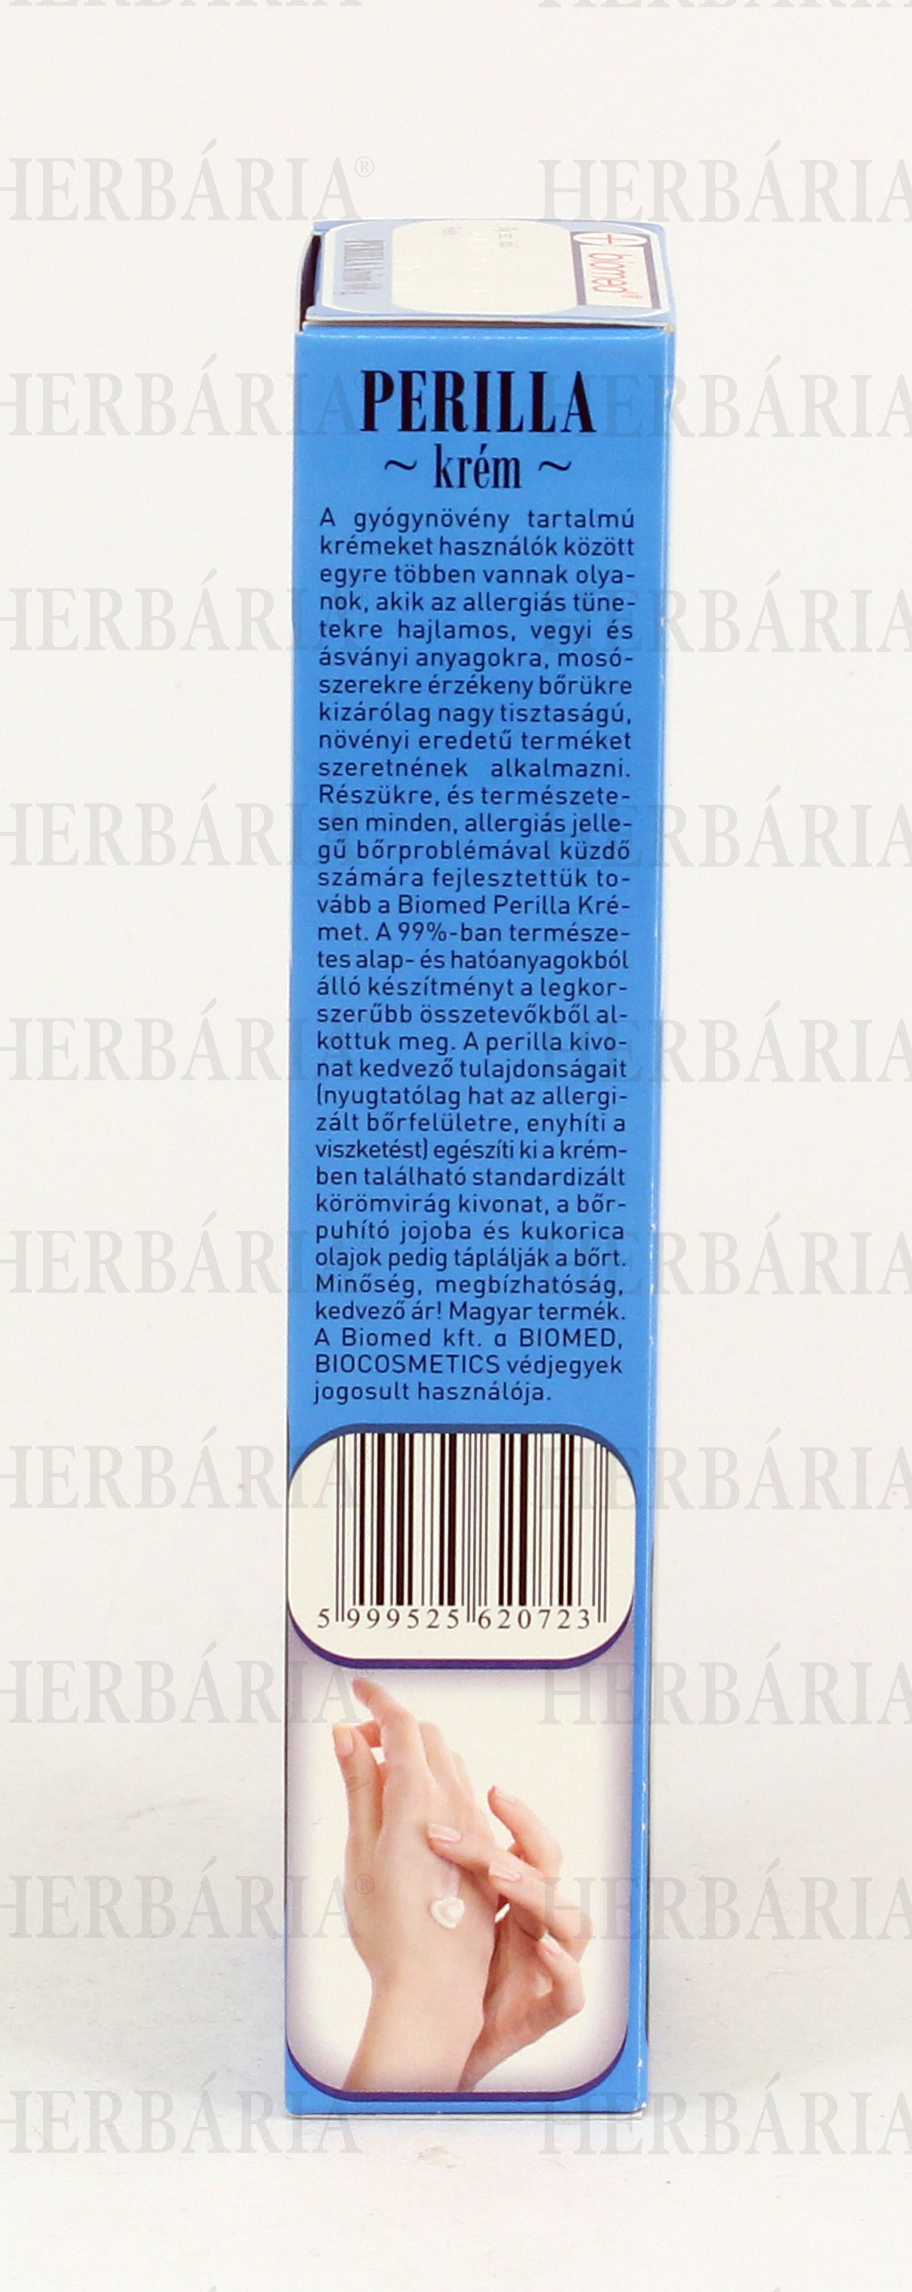 biomed
PERILLA
~ krém ~
A gyógynövény tartalmú
krémeket használók között
egyre többen vannak olya-
nok, akik az allergiás tüne-
tekre hajlamos, vegyi és
ásványi anyagokra, mosó-
szerekre érzékeny bőrükre
kizárólag nagy tisztaságú,
növényi eredetű terméket
szeretnének alkalmazni.
Részükre, és természete-
sen minden, allergiás jelle-
gű bőrproblémával küzdő
számára fejlesztettük to-
vább a Biomed Perilla Kré-
met. A 99%-ban természe-
tes alap- és hatóanyagokból
álló készítményt a legkor-
szerűbb összetevőkből al-
kottuk meg. A perilla kivo-
nat kedvező tulajdonságait
(nyugtatólag hat az allergi-
zált bőrfelületre, enyhíti a
viszketést) egészíti ki a krém-
ben található standardizált
körömvirág kivonat, a bőr-
puhító jojoba és kukorica
olajok pedig táplálják a bőrt.
Minőség, megbízhatóság,
kedvező ár! Magyar termék.
A Biomed kft. a BIOMED,
BIOCOSMETICS védjegyek
jogosult használója.
5 999525 620723
HERBÁRIA®